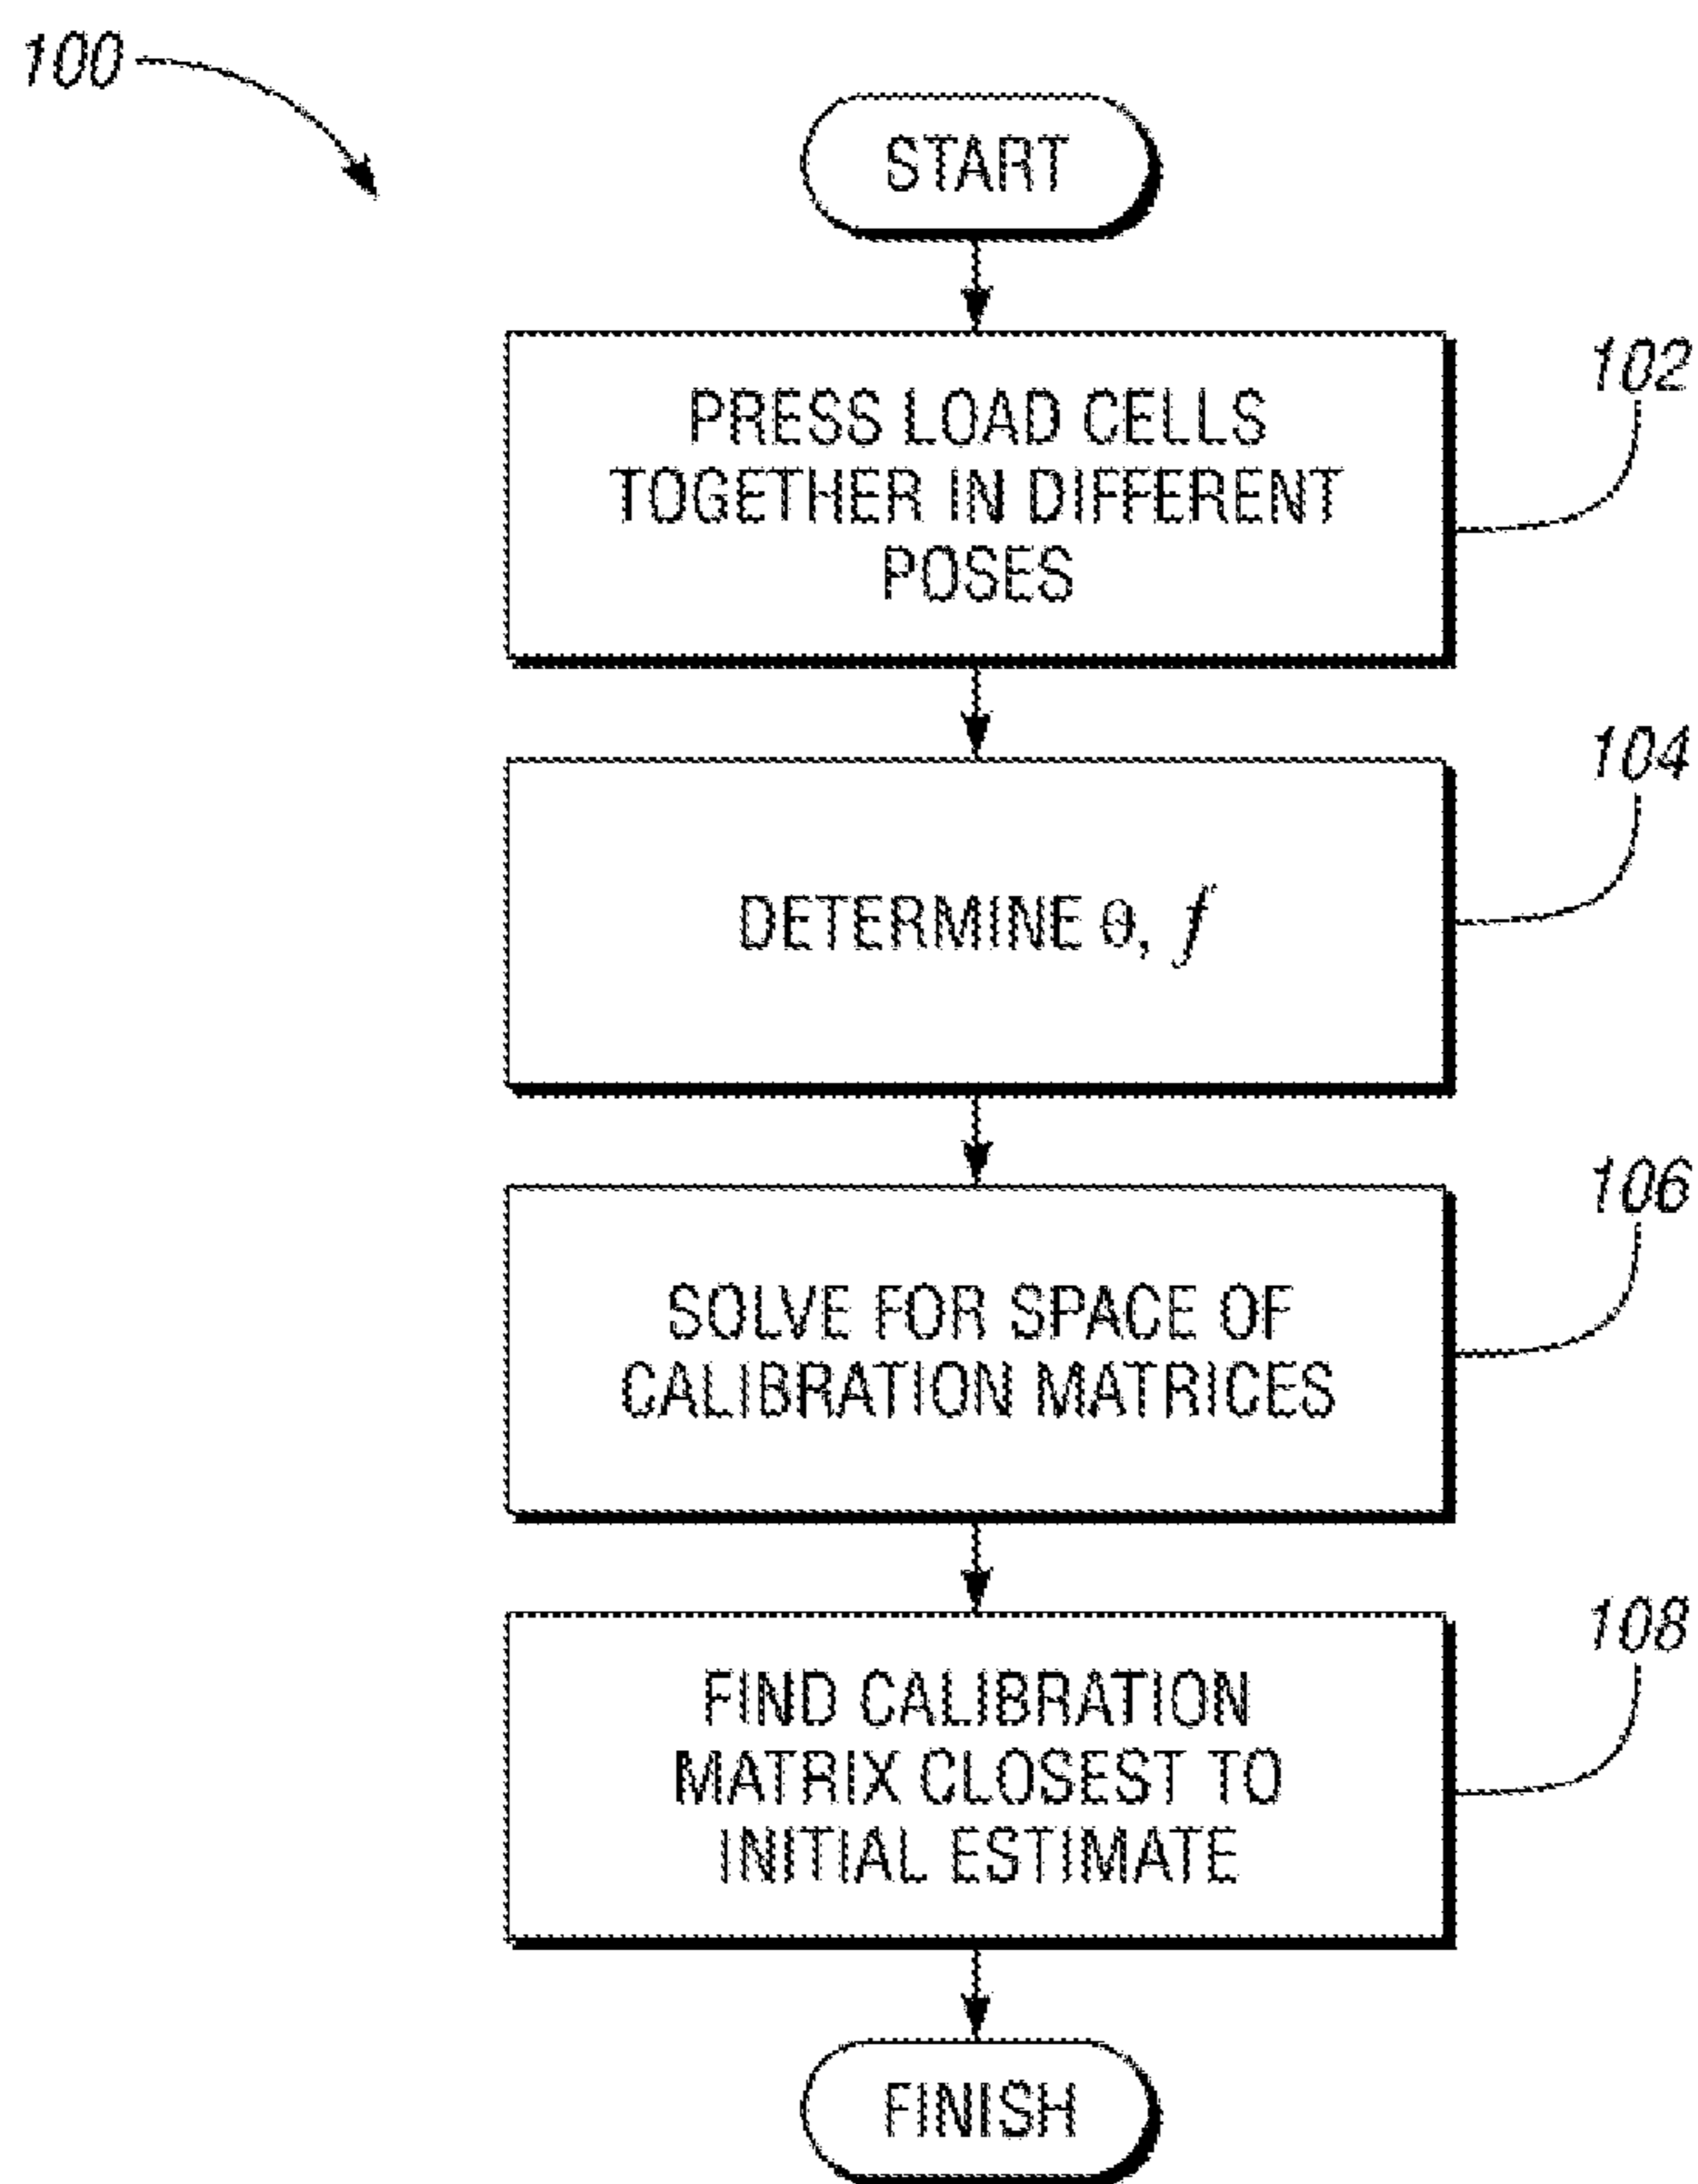 100
START
PRESS LOAD CELLS
TOGETHER IN DIFFERENT
POSES
102
DETERMINE θ, f
104
SOLVE FOR SPACE OF
CALIBRATION MATRICES
106
FIND CALIBRATION
MATRIX CLOSEST TO
INITIAL ESTIMATE
108
FINISH